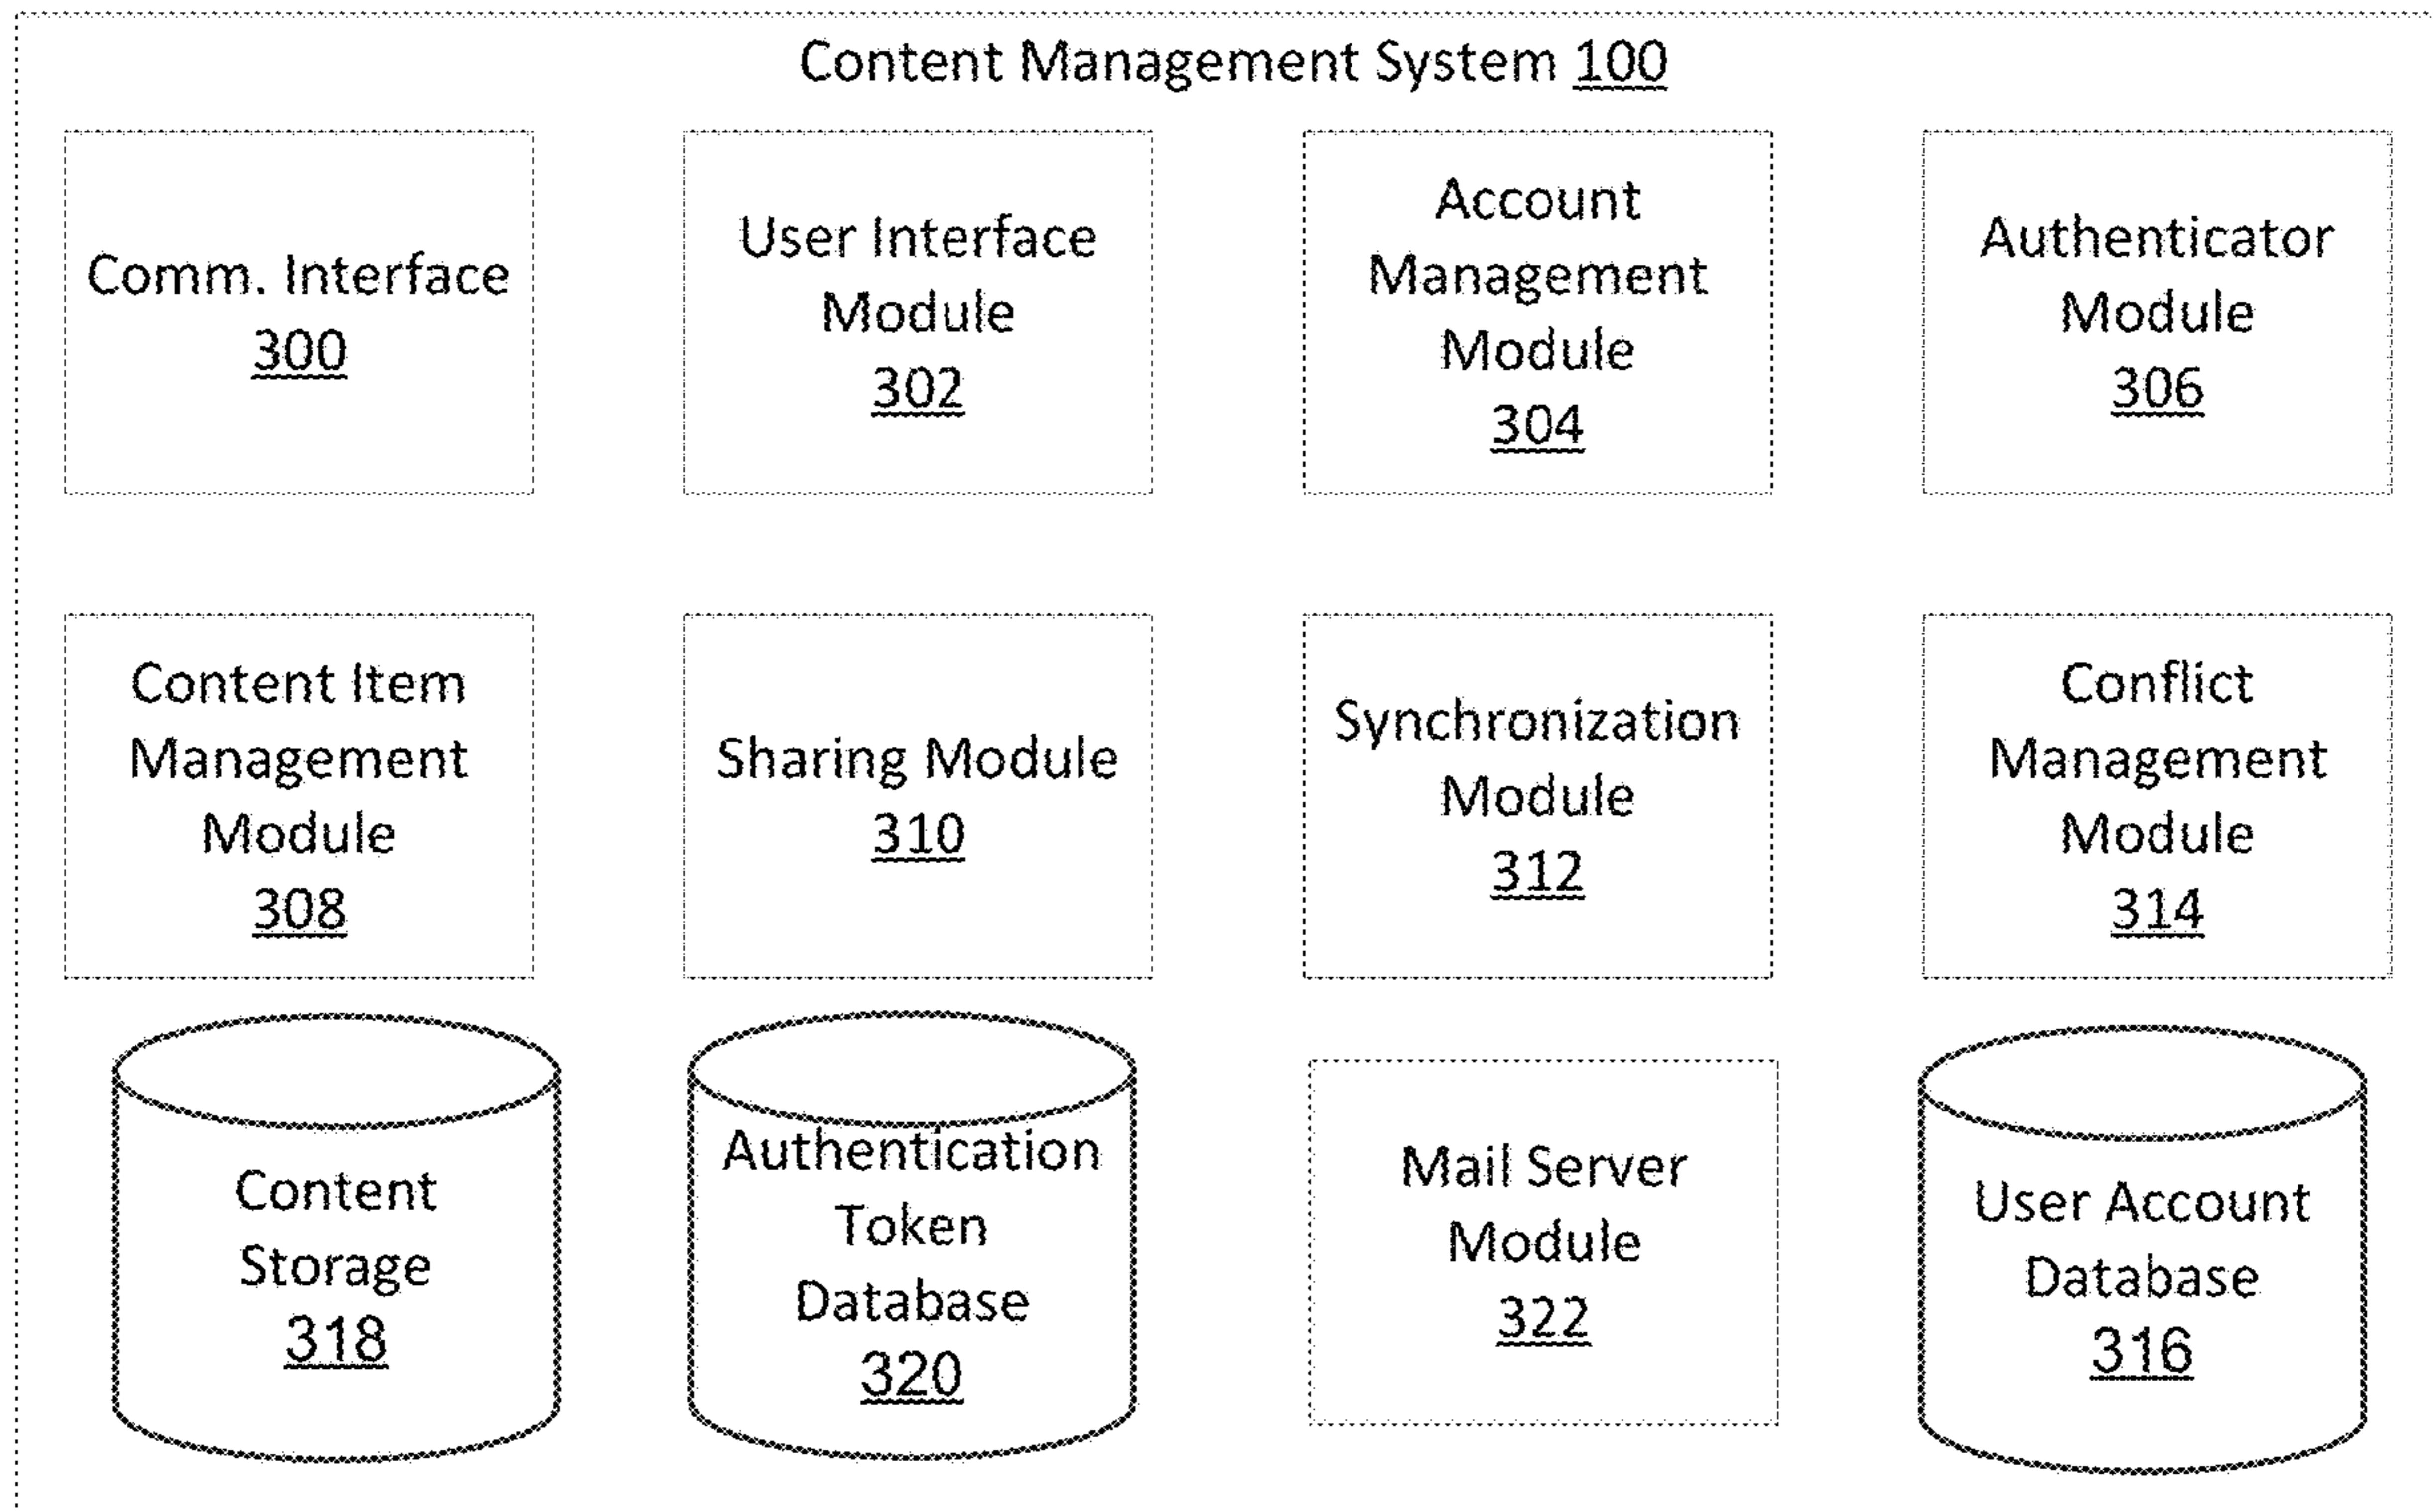 Content Management System 100
Comm. Interface
300
User Interface
Module
302
Account
Management
Module
304
Authenticator
Module
306
Content Item
Management
Module
308
Sharing Module
310
Synchronization
Module
312
Conflict
Management
Module
314
Content
Storage
318
Authentication
Token
Database
320
Mail Server
Module
322
User Account
Database
316